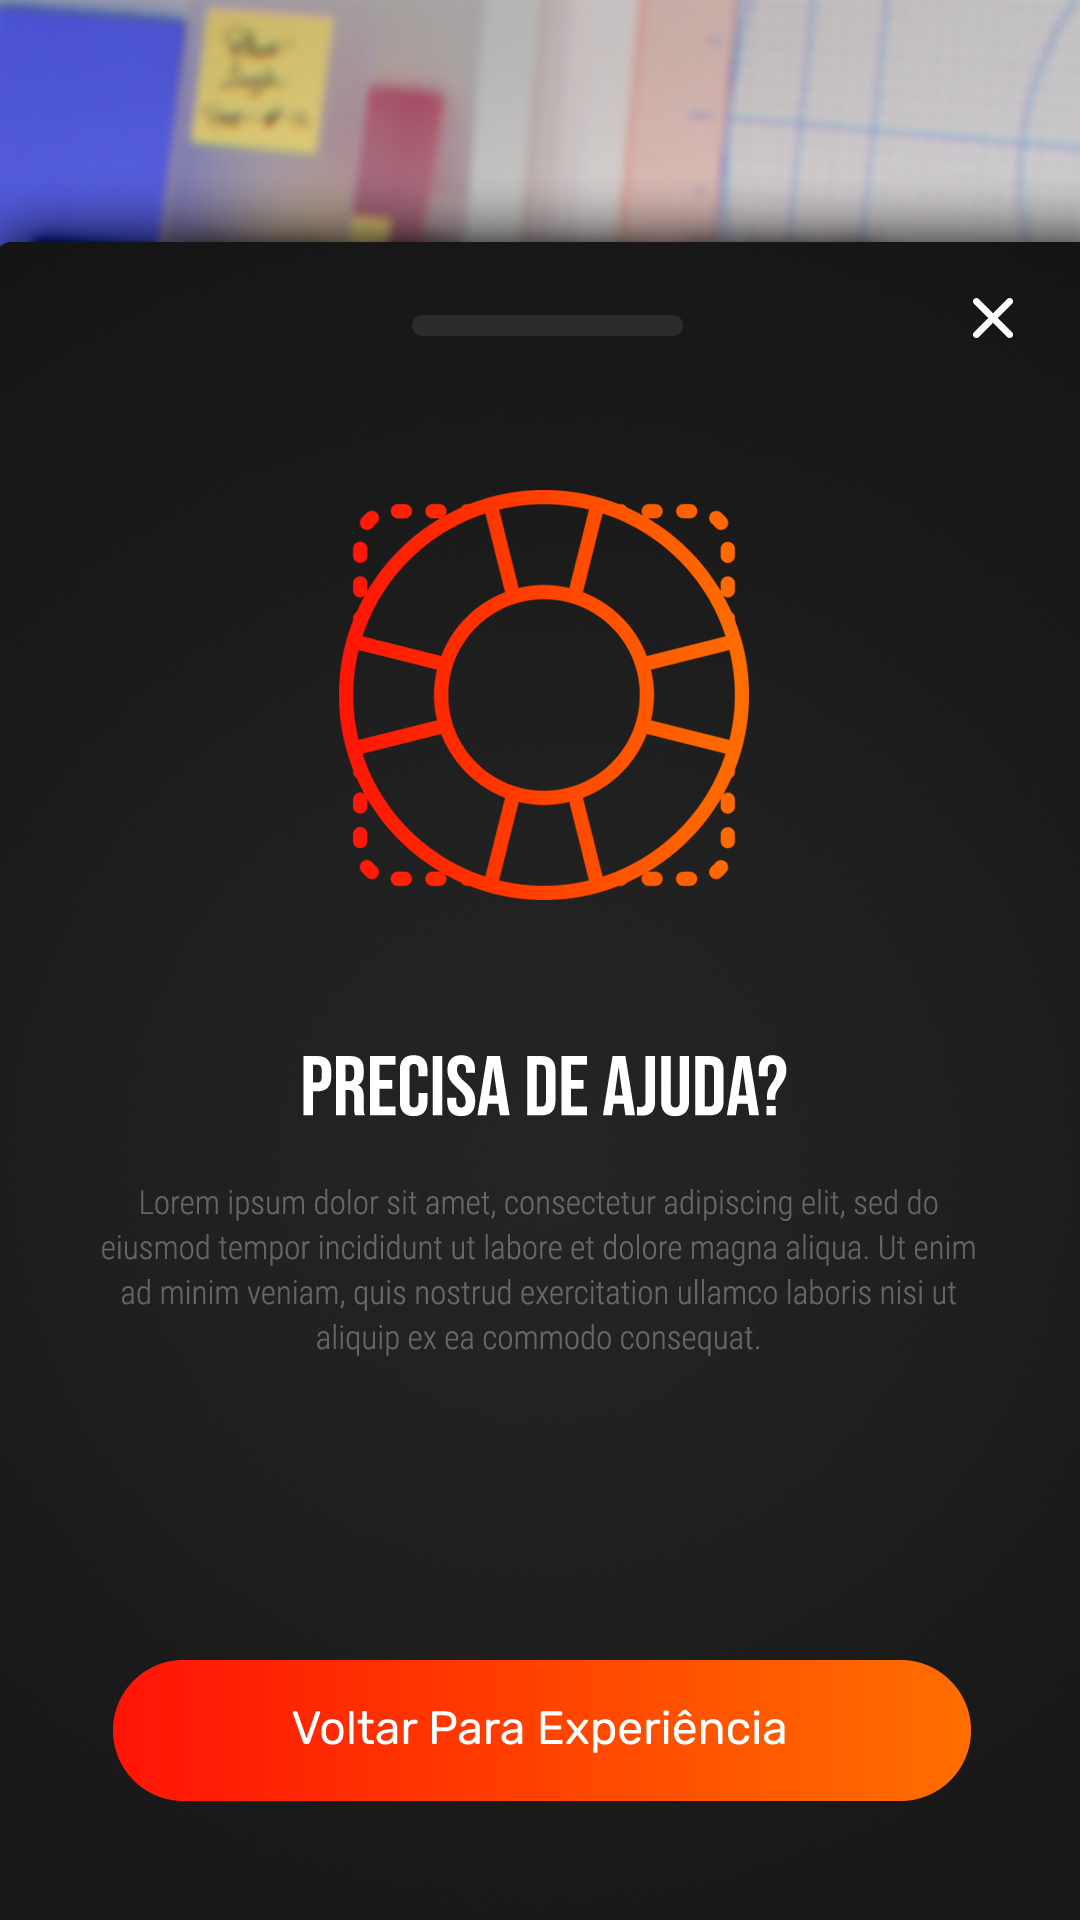 PRECISA DE AJUDA?
Lorem ipsum dolor sit amet, consectetur adipiscing elit, sed do
eiusmod tempor incididunt ut labore et dolore magna aliqua. Ut enim
ad minim veniam, quis nostrud exercitation ullamco laboris nisi ut
aliquip ex ea commodo consequat.
Voltar Para Experiência